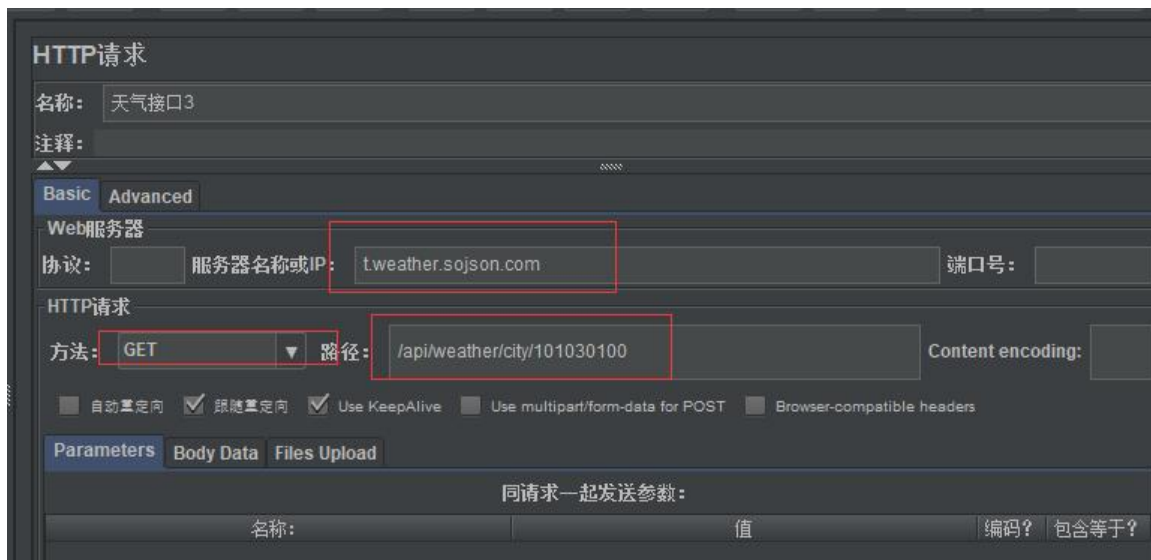 HTTP请求
名称： 天气接口3
注释：
Basic Advanced
Web服务器
协议： 服务器名称或IP： t.weather.sojson.com 端口号：
HTTP请求
方法： GET 路径： /api/weather/city/101030100 Content encoding:
自动重定向 跟随重定向 Use KeepAlive Use multipart/form-data for POST Browser-compatible headers
Parameters Body Data Files Upload
同请求一起发送参数：
名称： 值 编码？ 包含等于？